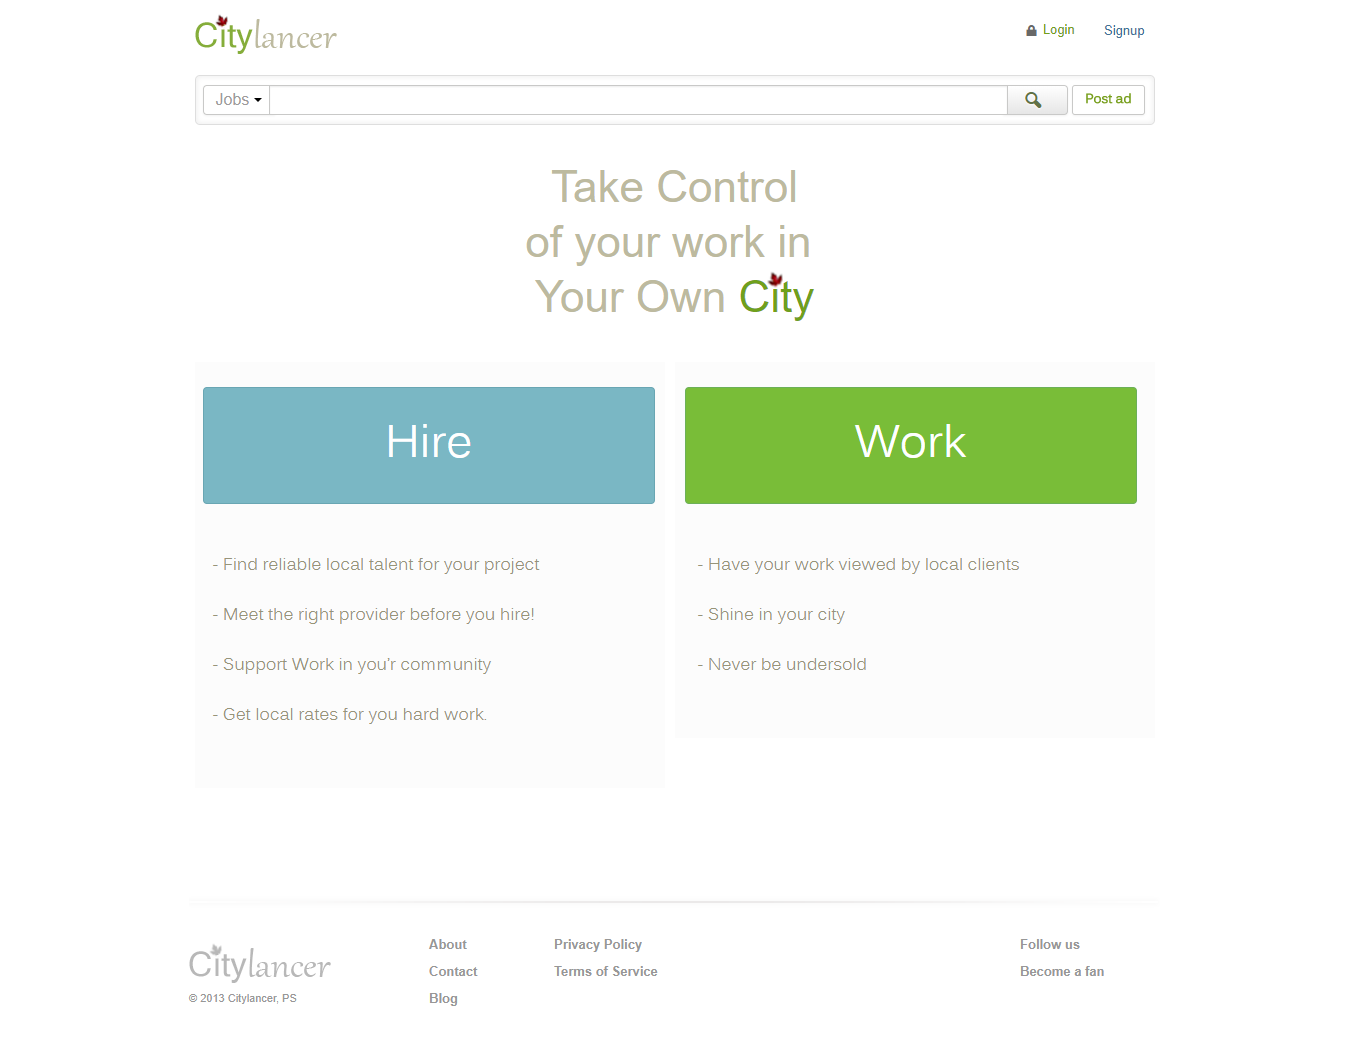 Citylancer
Login
Signup
Jobs
Post ad
Take Control
of your work in
Your Own City
Hire
Work
- Find reliable local talent for your project
- Meet the right provider before you hire!
- Support Work in you'r community
- Get local rates for you hard work.
- Have your work viewed by local clients
- Shine in your city
- Never be undersold
Citylancer
© 2013 Citylancer, PS
About
Contact
Blog
Privacy Policy
Terms of Service
Follow us
Become a fan